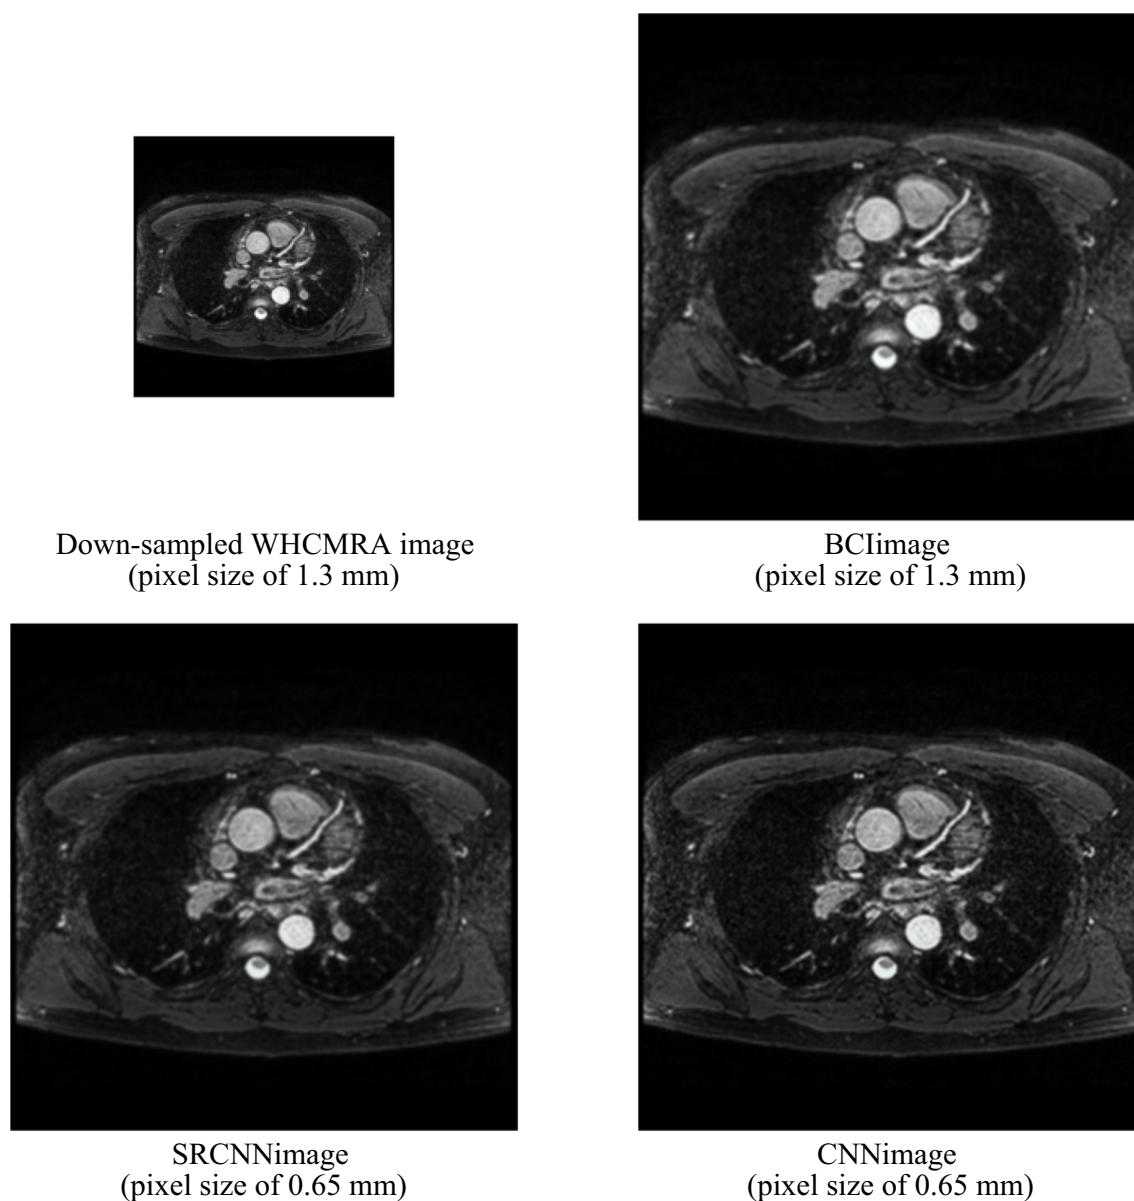 Down-sampled WHCMRA image
(pixel size of 1.3 mm)
BCIimage
(pixel size of 1.3 mm)
SRCNNimage
(pixel size of 0.65 mm)
CNNimage
(pixel size of 0.65 mm)